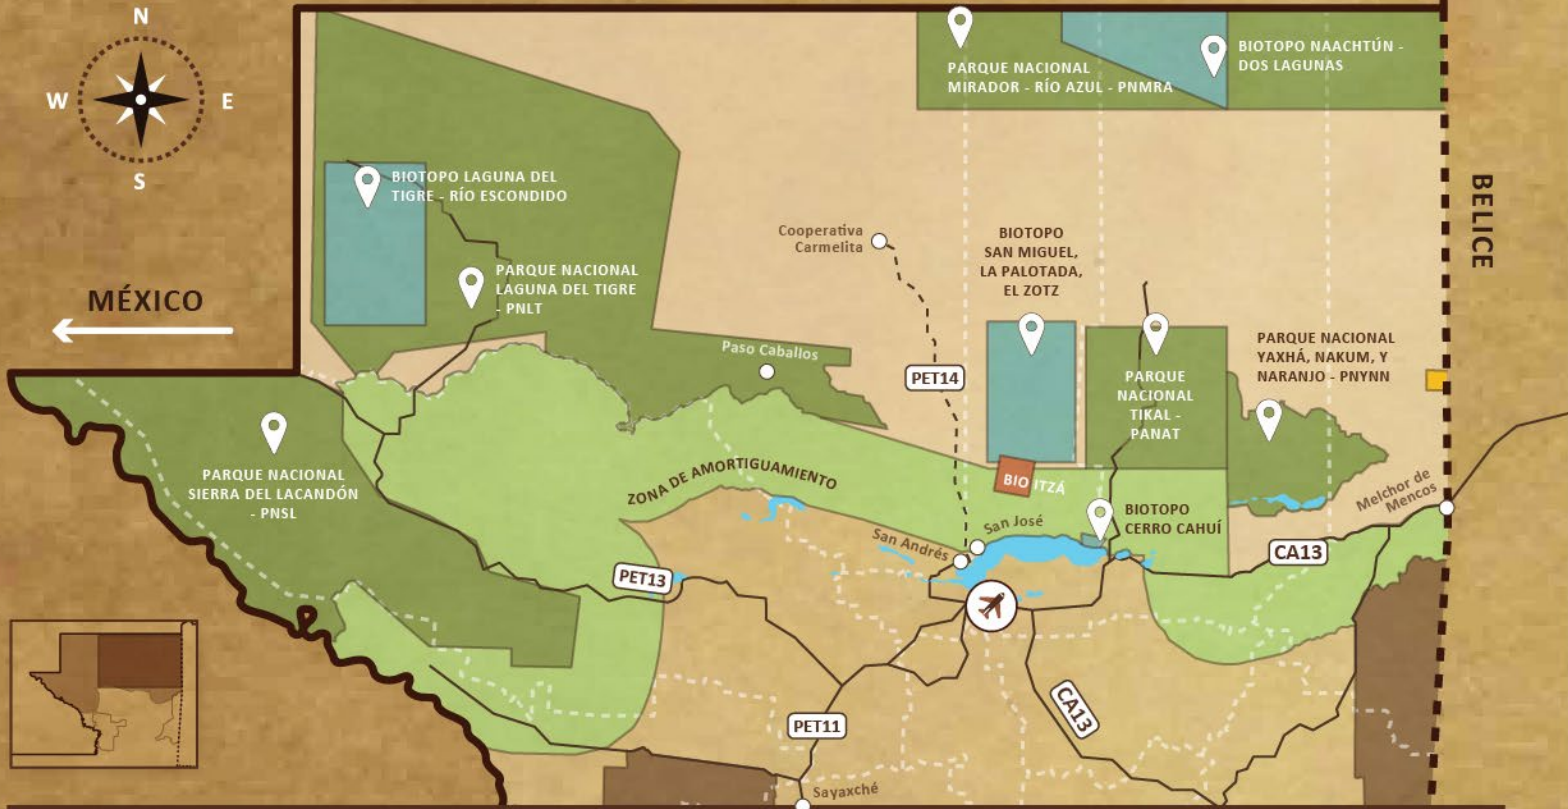 N
W
E
S
MÉXICO
BELICE
PARQUE NACIONAL
MIRADOR - RÍO AZUL - PNMRA
BIOTOPO NAACHTÚN -
DOS LAGUNAS
BIOTOPO LAGUNA DEL
TIGRE - RÍO ESCONDIDO
PARQUE NACIONAL
LAGUNA DEL TIGRE
- PNLT
Cooperativa
Carmelita
BIOTOPO
SAN MIGUEL,
LA PALOTADA,
EL ZOTZ
PARQUE NACIONAL
YAXHÁ, NAKUM, Y
NARANJO - PNYNN
Paso Caballos
PET14
PARQUE
NACIONAL
TIKAL -
PANAT
PARQUE NACIONAL
SIERRA DEL LACANDÓN
- PNSL
ZONA DE AMORTIGUAMIENTO
BIO ITZÁ
Melchor de
Mencos
BIOTOPO
CERRO CAHUÍ
San José
San Andrés
CA13
PET13
CA13
PET11
Sayaxché